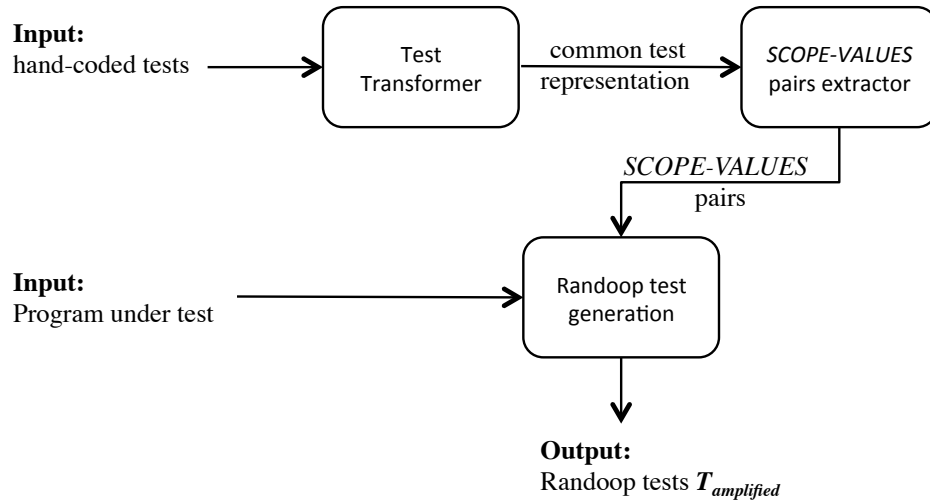 Input:
hand-coded tests
Test
Transformer
common test
representation
SCOPE-VALUES
pairs extractor
SCOPE-VALUES
pairs
Input:
Program under test
Randoop test
generation
Output:
Randoop tests T_amplified